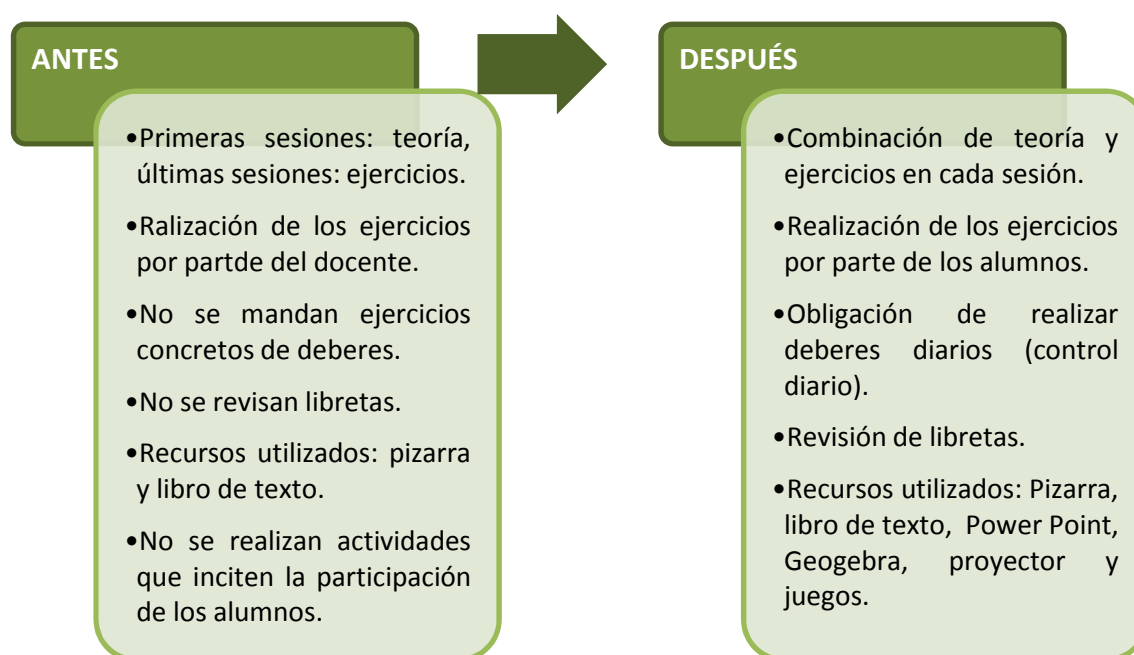 ANTES
•Primeras sesiones: teoría,
últimas sesiones: ejercicios.
•Ralización de los ejercicios
por partde del docente.
•No se mandan ejercicios
concretos de deberes.
•No se revisan libretas.
•Recursos utilizados: pizarra
y libro de texto.
•No se realizan actividades
que inciten la participación
de los alumnos.
DESPUÉS
•Combinación de teoría y
ejercicios en cada sesión.
•Realización de los ejercicios
por parte de los alumnos.
•Obligación de realizar
deberes diarios (control
diario).
•Revisión de libretas.
•Recursos utilizados: Pizarra,
libro de texto, Power Point,
Geogebra, proyector y
juegos.